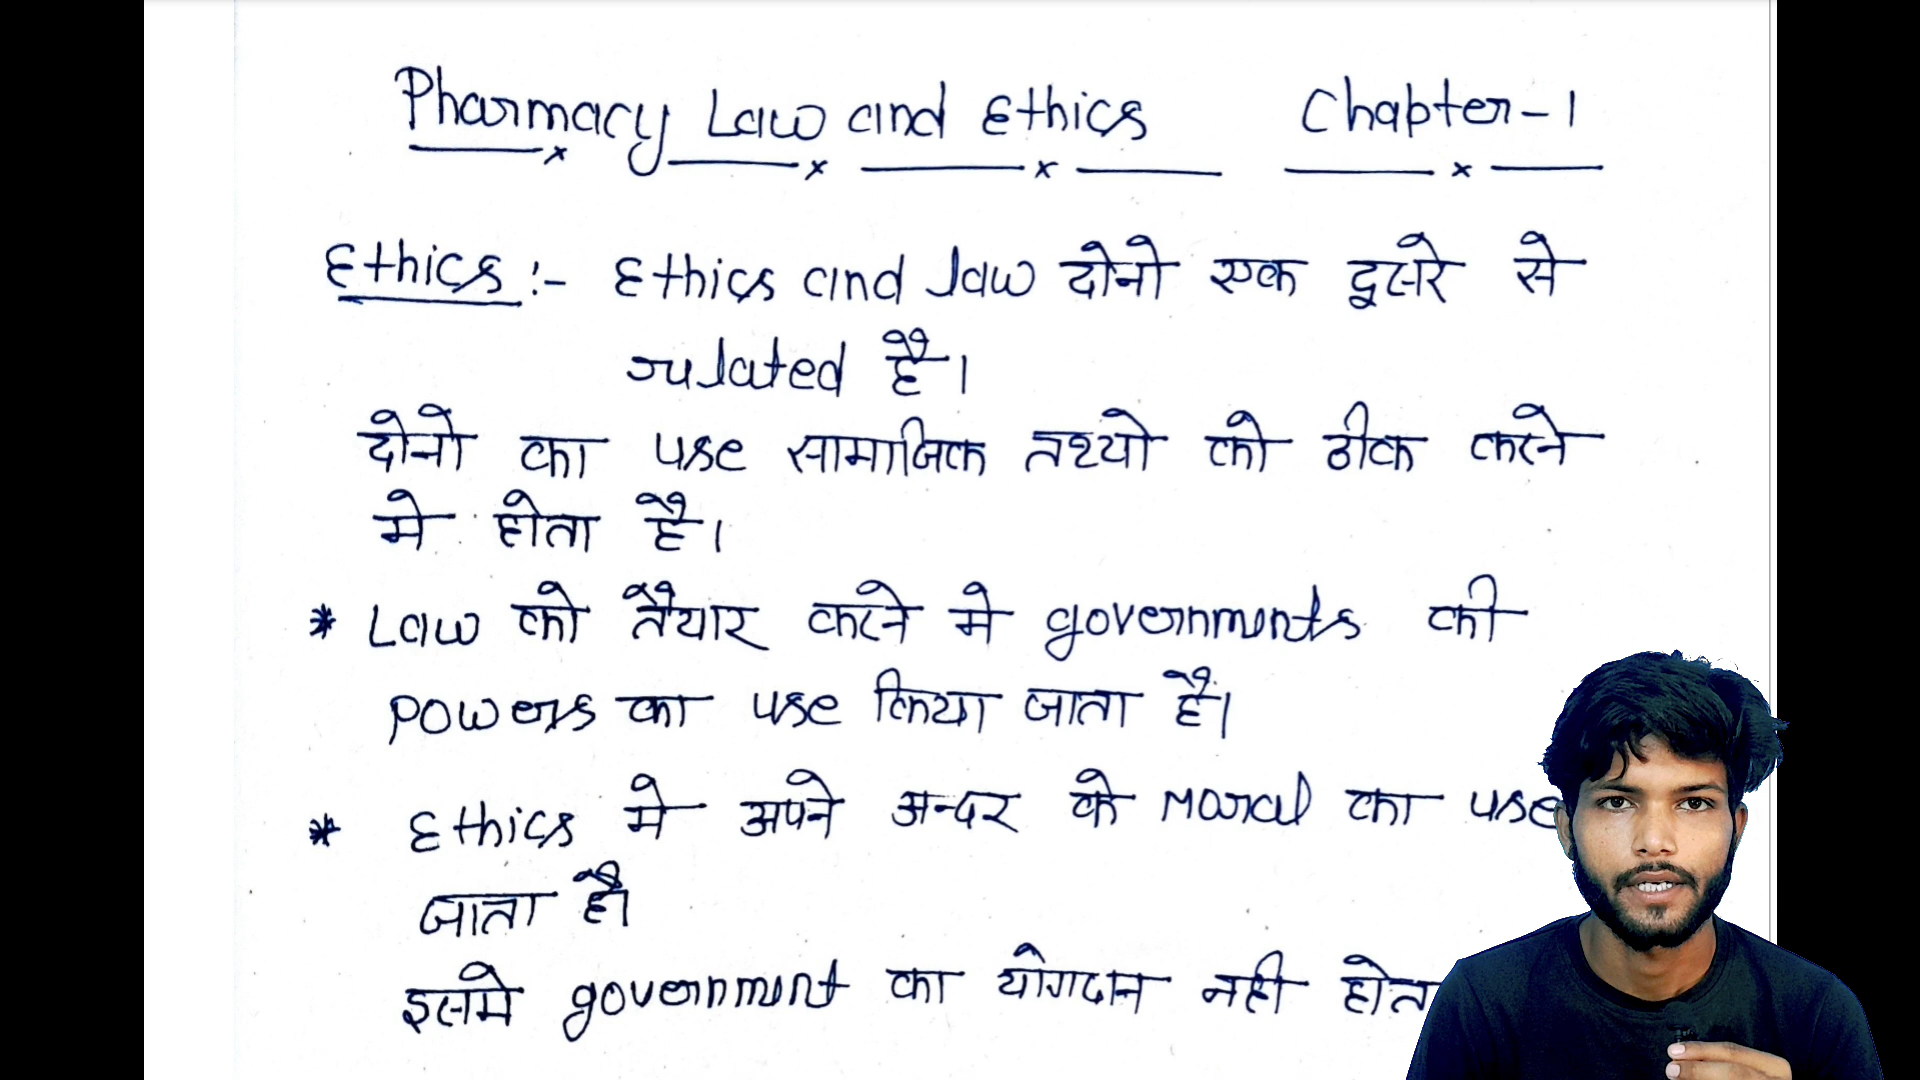 Pharmacy Law and Ethics Chapter-1
Ethics :- Ethics and law दोनो एक दूसरे से
related है।
दोनो का use सामाजिक तथ्यो को ठीक करने
मे होता है।
* Law को तैयार करने मे governments की
powers का use किया जाता है।
* Ethics मे अपने अन्दर के Moral का use
जाता है।
इसमे government का योगदान नही होता